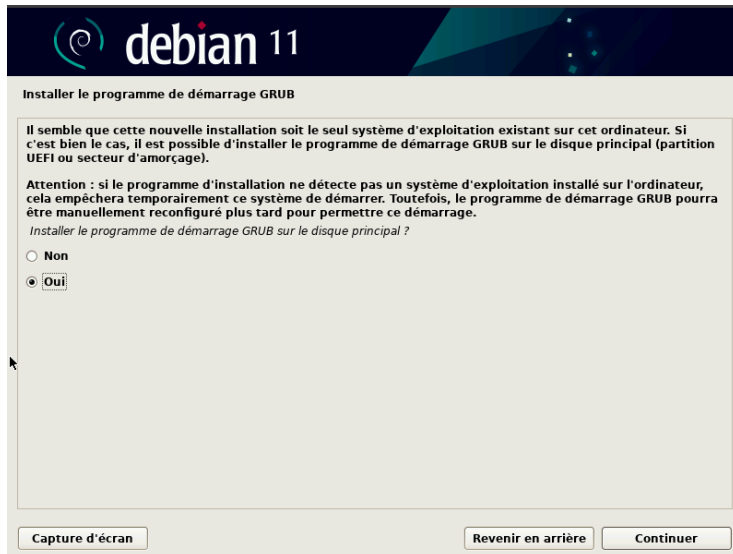 debian 11
Installer le programme de démarrage GRUB
Il semble que cette nouvelle installation soit le seul système d'exploitation existant sur cet ordinateur. Si
c'est bien le cas, il est possible d'installer le programme de démarrage GRUB sur le disque principal (partition
UEFI ou secteur d'amorçage).
Attention : si le programme d'installation ne détecte pas un système d'exploitation installé sur l'ordinateur,
cela empêchera temporairement ce système de démarrer. Toutefois, le programme de démarrage GRUB pourra
être manuellement reconfiguré plus tard pour permettre ce démarrage.
Installer le programme de démarrage GRUB sur le disque principal ?
Non
Oui
Capture d'écran Revenir en arrière Continuer